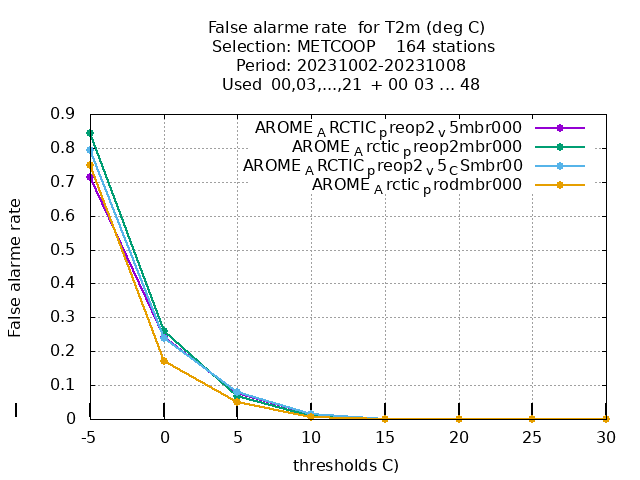 False alarme rate for T2m (deg C)
Selection: METCOOP 164 stations
Period: 20231002-20231008
Used 00,03,...,21 + 00 03 ... 48
AROME_ARCTIC_preop2_v5mbr000
AROME_Arctic_preop2mbr000
AROME_ARCTIC_preop2_v5_CSmbr00
AROME_Arctic_prodmbr000
0.9
0.8
0.7
0.6
0.5
0.4
0.3
0.2
0.1
0
False alarme rate
-5 0 5 10 15 20 25 30
thresholds C)